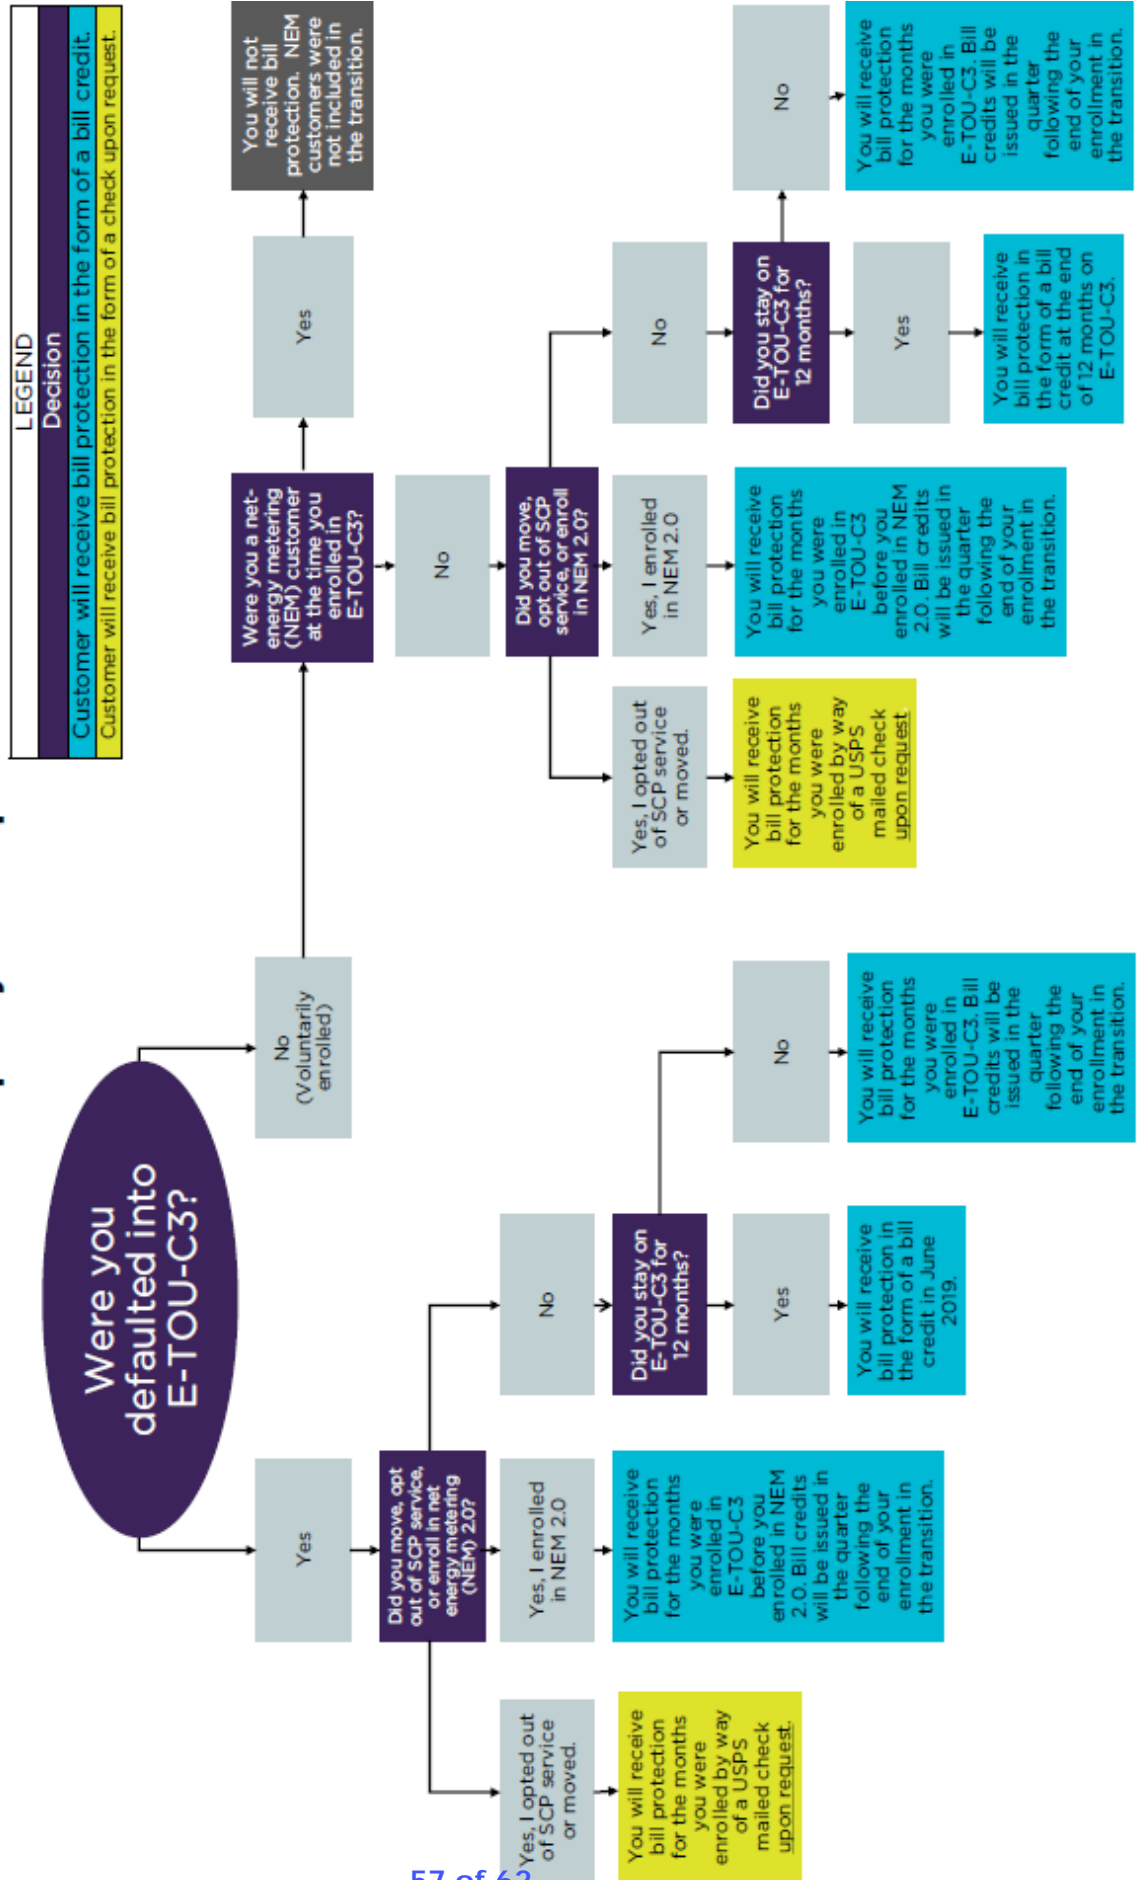 LEGEND
Decision
Customer will receive bill protection in the form of a bill credit.
Customer will receive bill protection in the form of a check upon request.
Were you
defaulted into
E-TOU-C3?
Yes
Did you move, opt
out of SCP service,
or enroll in net
energy metering
(NEM) 2.0?
Yes, I opted out
of SCP service
or moved.
You will receive
bill protection
for the months
you were
enrolled by way
of a USPS
mailed check
upon request.
Yes, I enrolled
in NEM 2.0
You will receive
bill protection
for the months
you were
enrolled in
E-TOU-C3
before you
enrolled in NEM
2.0. Bill credits
will be issued in
the quarter
following the
end of your
enrollment in
the transition.
No
Did you stay on
E-TOU-C3 for
12 months?
Yes
You will receive
bill protection in
the form of a bill
credit in June
2019.
No
You will receive
bill protection
for the months
you were
enrolled in
E-TOU-C3. Bill
credits will be
issued in the
quarter
following the
end of your
enrollment in
the transition.
No
(Voluntarily
enrolled)
Were you a net-
energy metering
(NEM) customer
at the time you
enrolled in
E-TOU-C3?
Yes
You will not
receive bill
protection. NEM
customers were
not included in
the transition.
No
Did you move,
opt out of SCP
service, or enroll
in NEM 2.0?
Yes, I opted out
of SCP service
or moved.
You will receive
bill protection
for the months
you were
enrolled by way
of a USPS
mailed check
upon request.
Yes, I enrolled
in NEM 2.0
You will receive
bill protection
for the months
you were
enrolled in
E-TOU-C3
before you
enrolled in NEM
2.0. Bill credits
will be issued in
the quarter
following the
end of your
enrollment in
the transition.
No
Did you stay on
E-TOU-C3 for
12 months?
Yes
You will receive
bill protection in
the form of a bill
credit at the end
of 12 months on
E-TOU-C3.
No
You will receive
bill protection
for the months
you were
enrolled in
E-TOU-C3. Bill
credits will be
issued in the
quarter
following the
end of your
enrollment in
the transition.
57 of 62